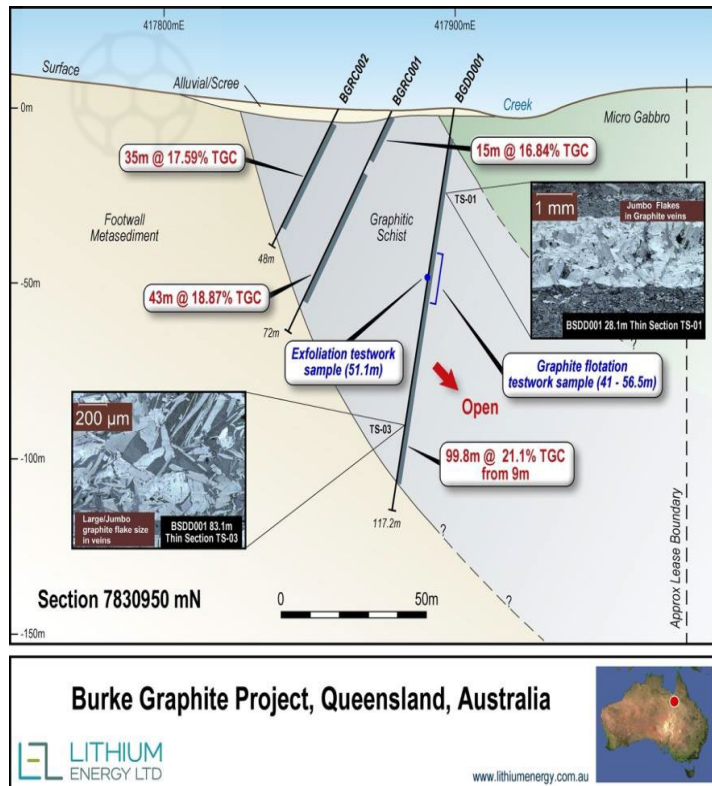 417800mE
417900mE
Surface
Alluvial/Scree
BGRC002
BGRC001
BGDD001
Creek
Micro Gabbro
0m
35m @ 17.59% TGC
15m @ 16.84% TGC
TS-01
1 mm
Jumbo Flakes
in Graphite veins
BSDD001 28.1m Thin Section TS-01
Footwall
Metasediment
Graphitic
Schist
48m
-50m
43m @ 18.87% TGC
72m
Exfoliation testwork
sample (51.1m)
Graphite flotation
testwork sample (41 - 56.5m)
?
Open
200 µm
Large/Jumbo
graphite flake size
in veins
BSDD001 83.1m
Thin Section TS-03
TS-03
-100m
99.8m @ 21.1% TGC
from 9m
117.2m
?
?
Approx Lease Boundary
Section 7830950 mN
0
50m
-150m
Burke Graphite Project, Queensland, Australia
LITHIUM
ENERGY LTD
www.lithiumenergy.com.au